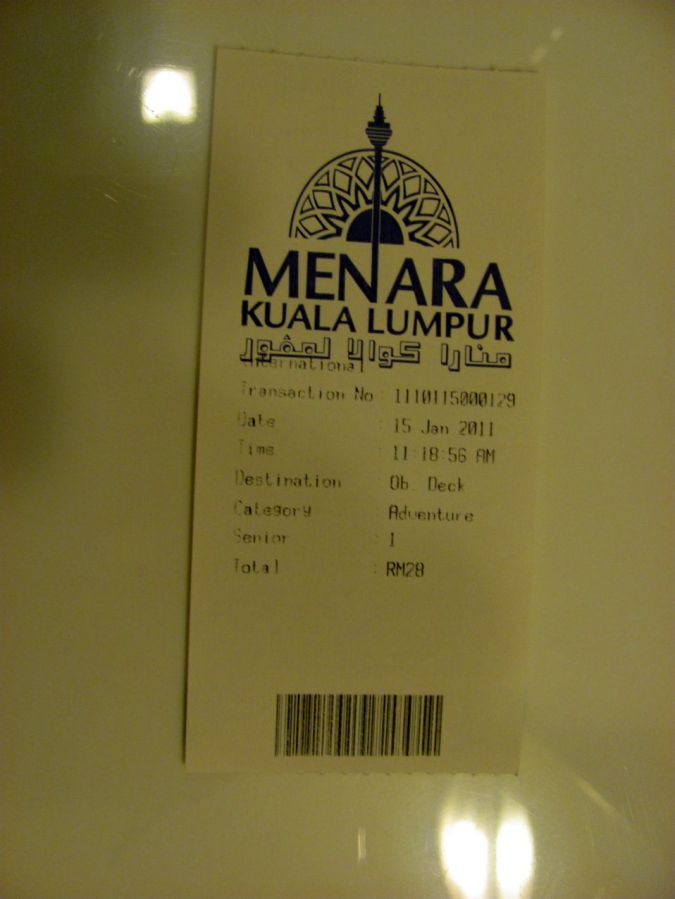 MENARA
KUALA LUMPUR
منارا كوالا لمڤور
International
Transaction No : 1110115000129
Date : 15 Jan 2011
Time : 11:18:56 AM
Destination : Ob. Deck
Category : Adventure
Senior : 1
Total : RM28